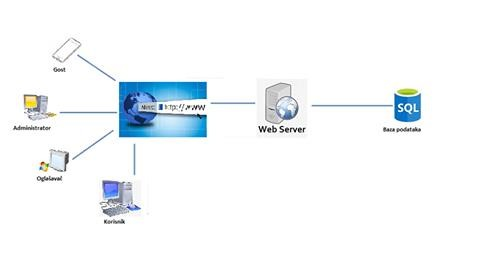 Gost
Administrator
Oglašavač
Korisnik
http://www
Web Server
SQL
Baza podataka